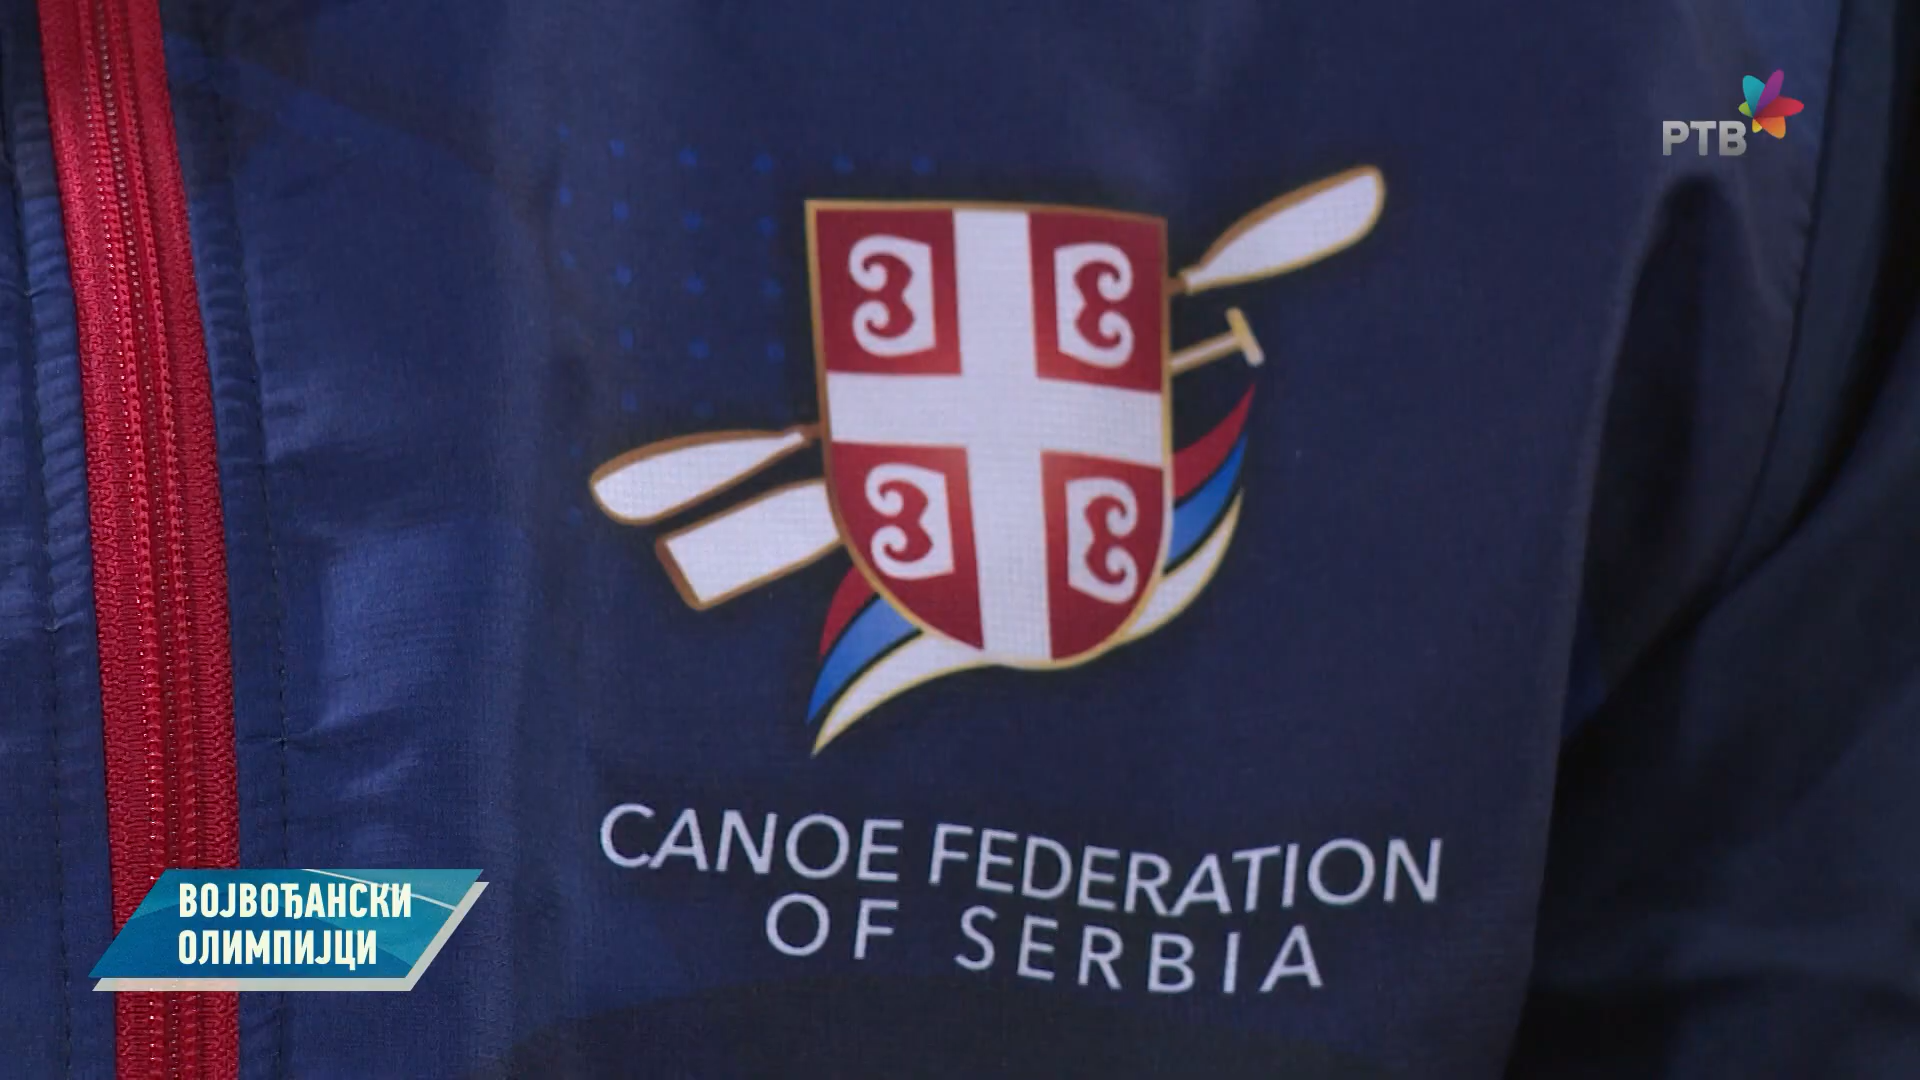 РТВ
CANOE FEDERATION
OF SERBIA
ВОЈВОЂАНСКИ
ОЛИМПИЈЦИ